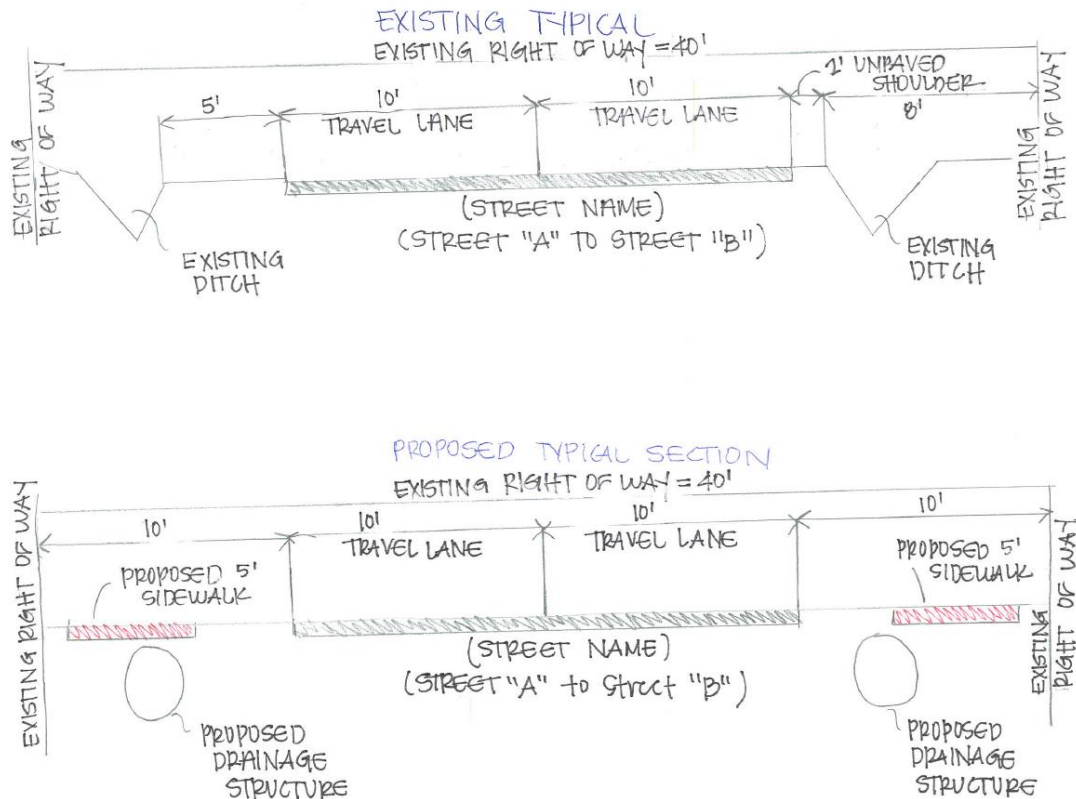 EXISTING TYPICAL
EXISTING RIGHT OF WAY = 40'
2' UNPAVED
SHOULDER
5'
10'
10'
8'
TRAVEL LANE
TRAVEL LANE
EXISTING
RIGHT OF WAY
EXISTING
RIGHT OF WAY
(STREET NAME)
(STREET "A" TO STREET "B")
EXISTING
DITCH
EXISTING
DITCH
PROPOSED TYPICAL SECTION
EXISTING RIGHT OF WAY = 40'
10'
10'
10'
10'
TRAVEL LANE
TRAVEL LANE
PROPOSED 5'
SIDEWALK
PROPOSED 5'
SIDEWALK
EXISTING RIGHT OF WAY
EXISTING
RIGHT OF WAY
(STREET NAME)
(STREET "A" to Street "B")
PROPOSED
DRAINAGE
STRUCTURE
PROPOSED
DRAINAGE
STRUCTURE